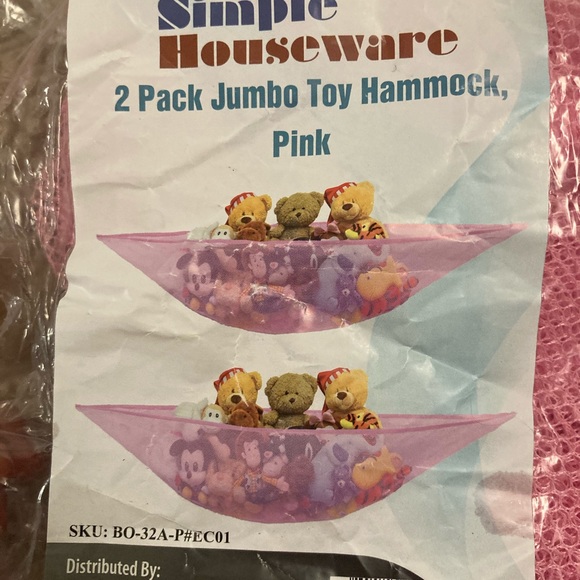 Simple
Houseware
2 Pack Jumbo Toy Hammock,
Pink
SKU: BO-32A-P#EC01
Distributed By: